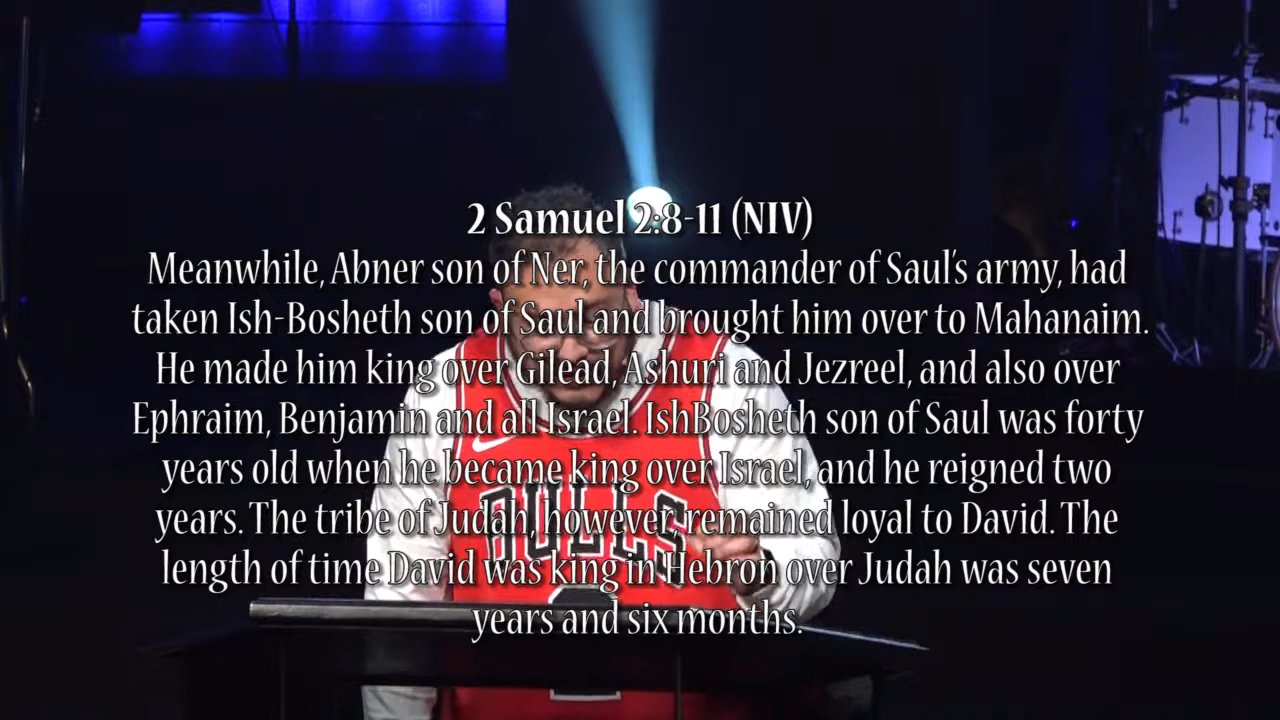 2 Samuel 2:8-11 (NIV)
Meanwhile, Abner son of Ner, the commander of Saul's army, had
taken Ish-Bosheth son of Saul and brought him over to Mahanaim.
He made him king over Gilead, Ashuri and Jezreel, and also over
Ephraim, Benjamin and all Israel. IshBosheth son of Saul was forty
years old when he became king over Israel, and he reigned two
years. The tribe of Judah, however, remained loyal to David. The
length of time David was king in Hebron over Judah was seven
years and six months.
BULLS